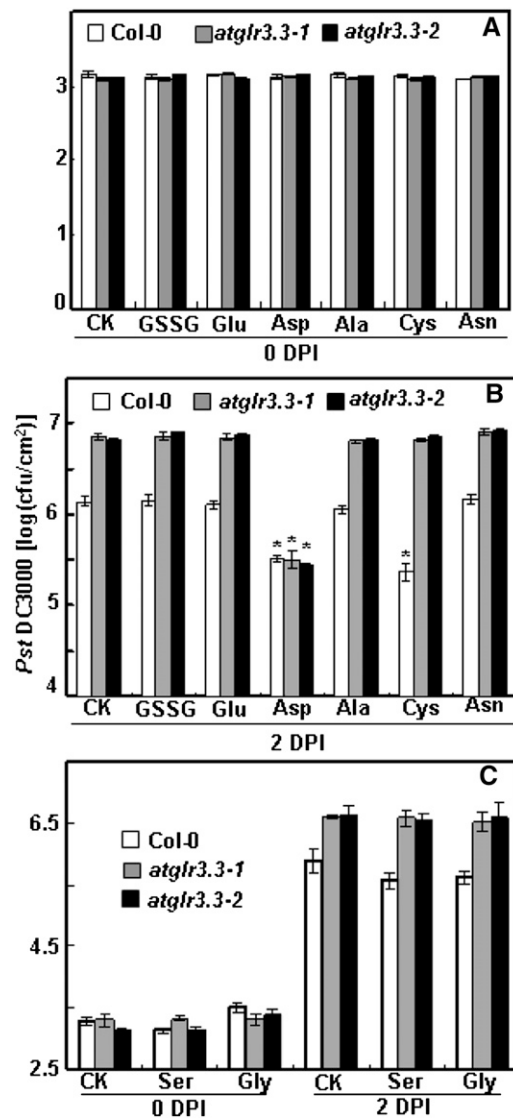 Col-0 atglr3.3-1 atglr3.3-2 A
3
2
1
0
CK GSSG Glu Asp Ala Cys Asn
0 DPI
Pst DC3000 [log(cfu/cm²)]
Col-0 atglr3.3-1 atglr3.3-2 B
7
6
5
4
* * * *
CK GSSG Glu Asp Ala Cys Asn
2 DPI
C
Col-0
atglr3.3-1
atglr3.3-2
6.5
4.5
2.5
CK Ser Gly CK Ser Gly
0 DPI 2 DPI